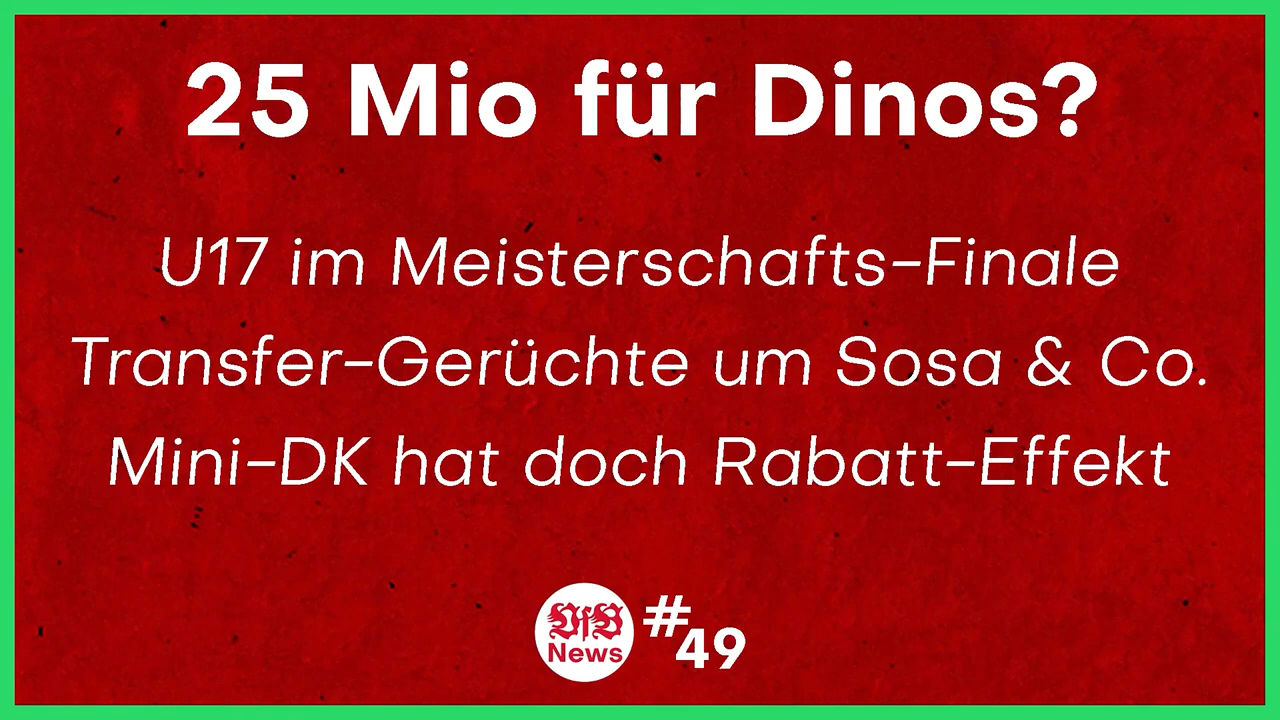 25 Mio für Dinos?
U17 im Meisterschafts-Finale
Transfer-Gerüchte um Sosa & Co.
Mini-DK hat doch Rabatt-Effekt
VfB
News
#49